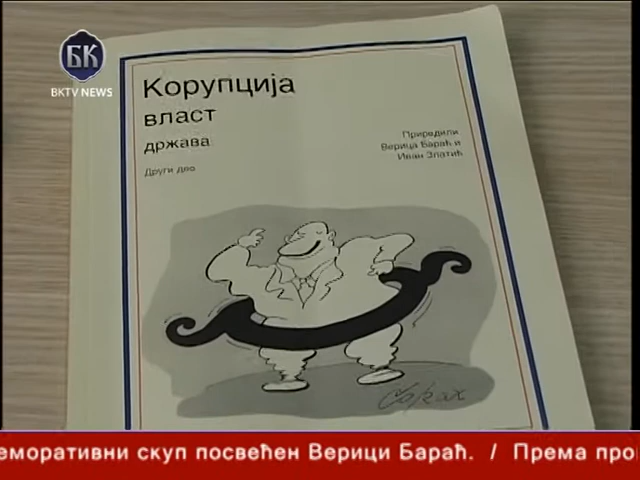 БК
BKTV NEWS
Корупција
власт
држава
Други део
Приредили
Верица Бараћ и
Иван Златић
Corax
еморативни скуп посвећен Верици Бараћ. / Према про